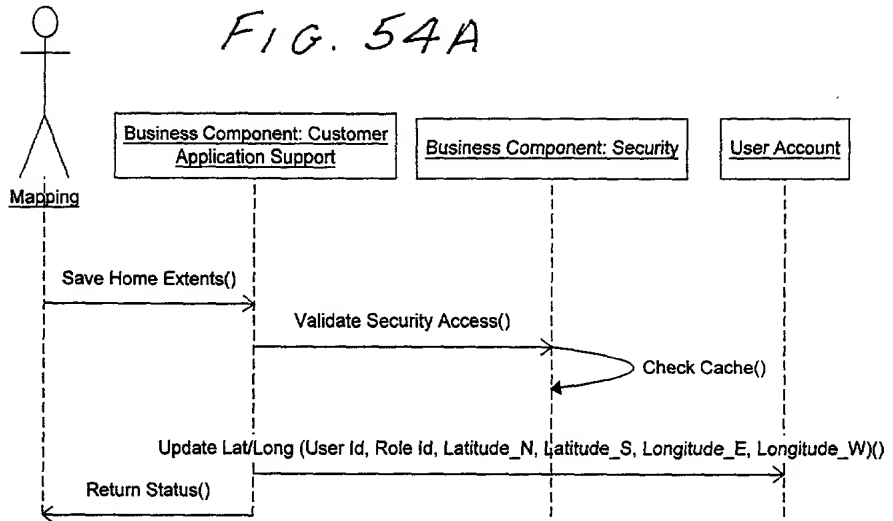 FIG. 54A
Business Component: Customer
Application Support
Business Component: Security
User Account
Mapping
Save Home Extents()
Validate Security Access()
Check Cache()
Update Lat/Long (User Id, Role Id, Latitude_N, Latitude_S, Longitude_E, Longitude_W)()
Return Status()